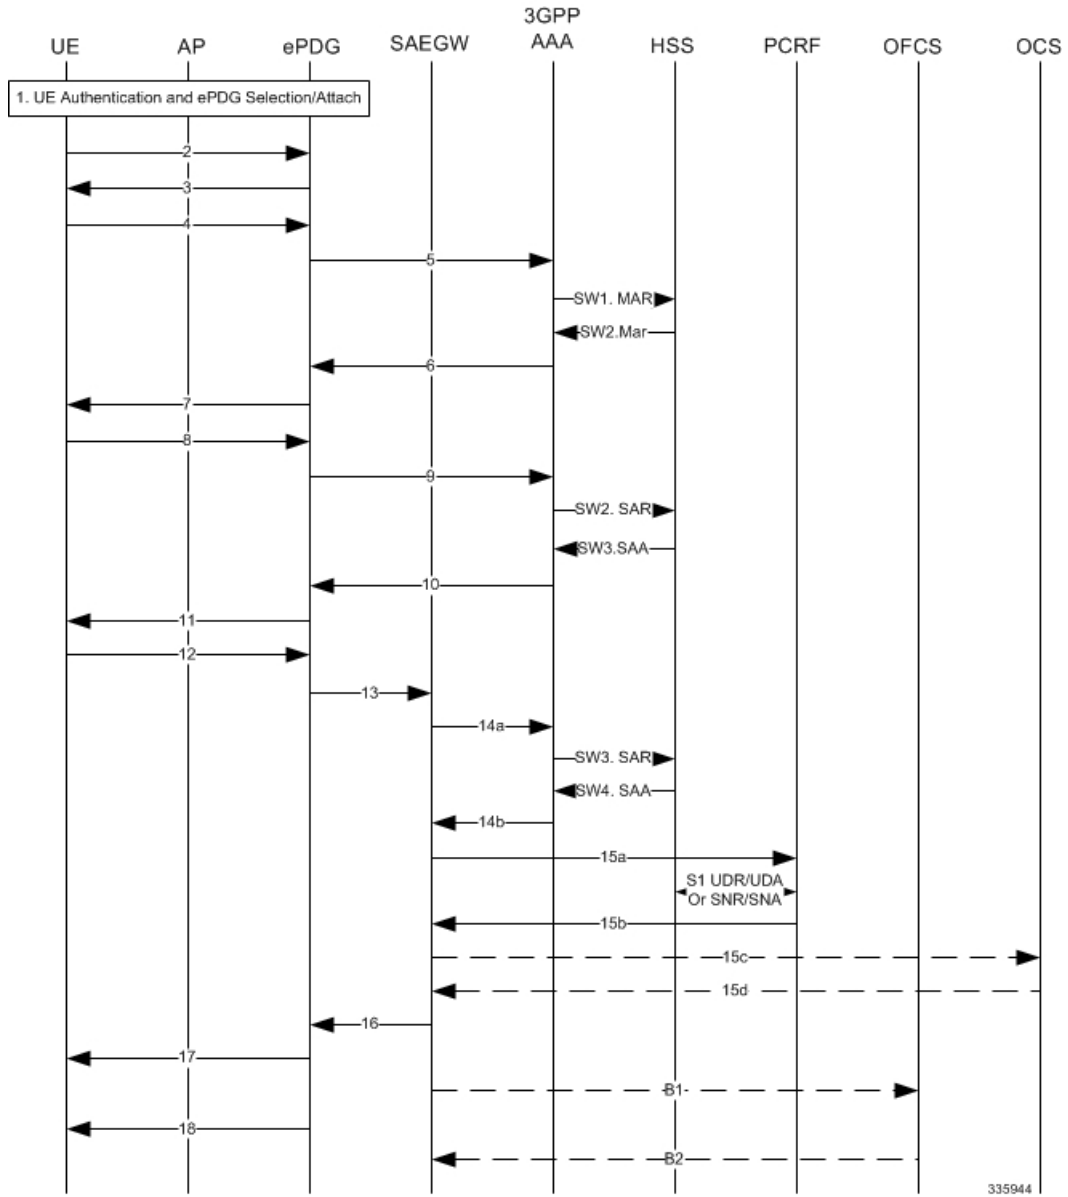 3GPP
UE AP ePDG SAEGW AAA HSS PCRF OFCS OCS
1. UE Authentication and ePDG Selection/Attach
2
3
4
5
SW1. MAR
SW2.Mar
6
7
8
9
SW2. SAR
SW3.SAA
10
11
12
13
14a
SW3. SAR
SW4. SAA
14b
15a
S1 UDR/UDA
Or SNR/SNA
15b
15c
15d
16
17
B1
18
B2
335944